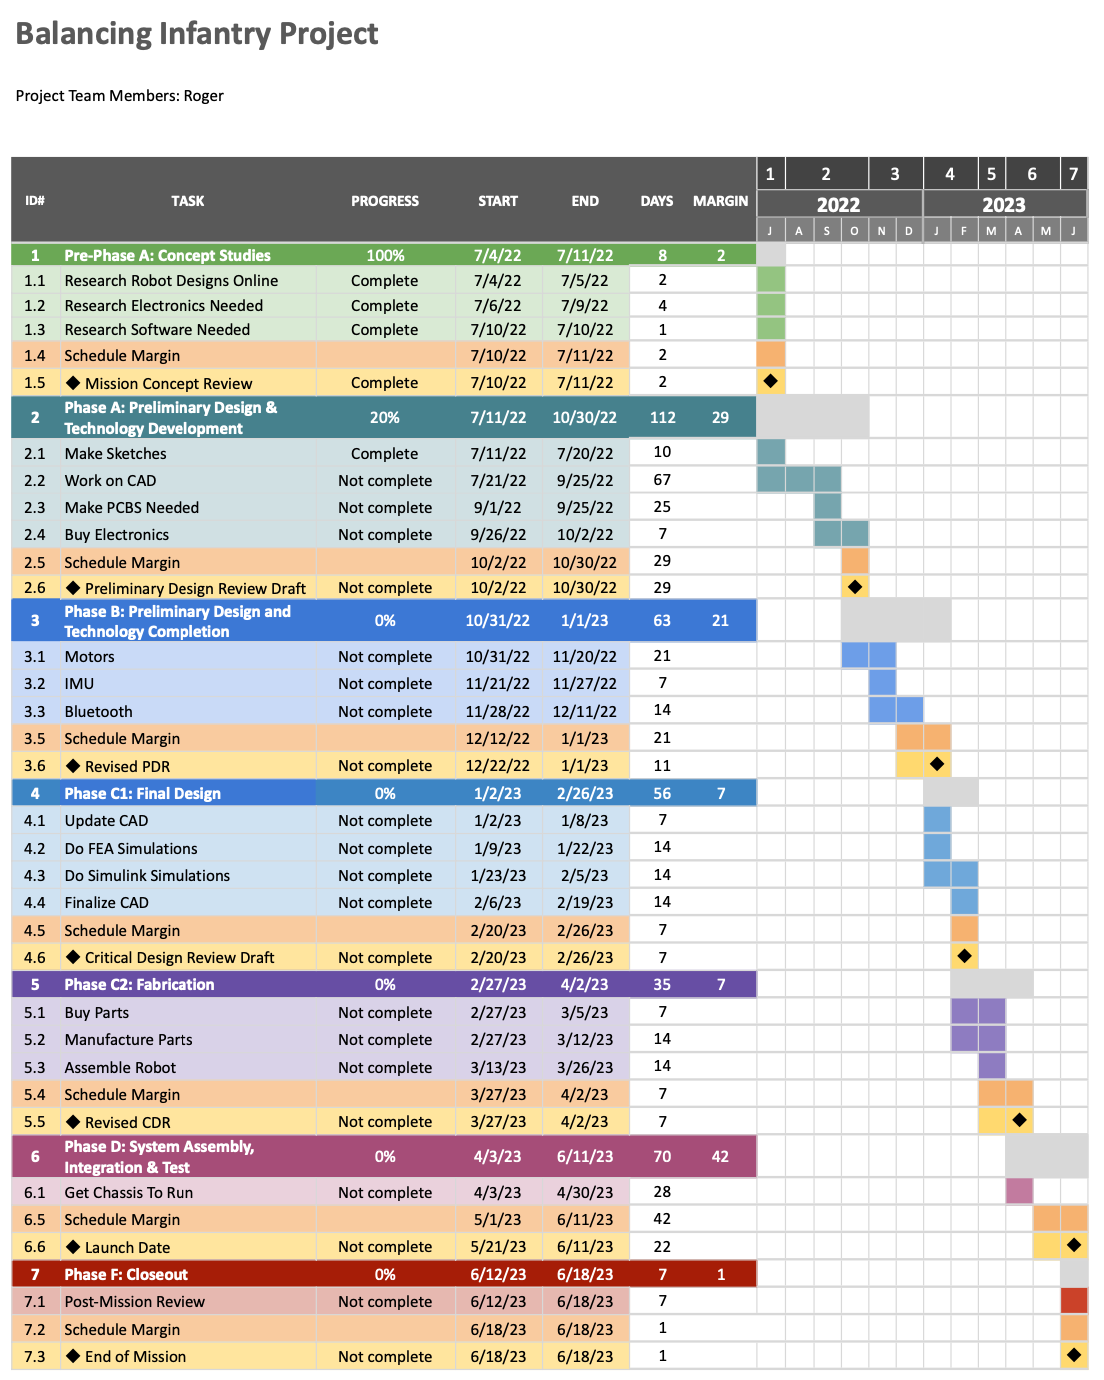 Balancing Infantry Project
Project Team Members: Roger
ID# TASK PROGRESS START END DAYS MARGIN 1 2 3 4 5 6 7
2022 2023
J A S O N D J F M A M J
1 Pre-Phase A: Concept Studies 100% 7/4/22 7/11/22 8 2
1.1 Research Robot Designs Online Complete 7/4/22 7/5/22 2
1.2 Research Electronics Needed Complete 7/6/22 7/9/22 4
1.3 Research Software Needed Complete 7/10/22 7/10/22 1
1.4 Schedule Margin 7/10/22 7/11/22 2
1.5 ◆ Mission Concept Review Complete 7/10/22 7/11/22 2
2 Phase A: Preliminary Design &
Technology Development 20% 7/11/22 10/30/22 112 29
2.1 Make Sketches Complete 7/11/22 7/20/22 10
2.2 Work on CAD Not complete 7/21/22 9/25/22 67
2.3 Make PCBS Needed Not complete 9/1/22 9/25/22 25
2.4 Buy Electronics Not complete 9/26/22 10/2/22 7
2.5 Schedule Margin 10/2/22 10/30/22 29
2.6 ◆ Preliminary Design Review Draft Not complete 10/2/22 10/30/22 29
3 Phase B: Preliminary Design and
Technology Completion 0% 10/31/22 1/1/23 63 21
3.1 Motors Not complete 10/31/22 11/20/22 21
3.2 IMU Not complete 11/21/22 11/27/22 7
3.3 Bluetooth Not complete 11/28/22 12/11/22 14
3.5 Schedule Margin 12/12/22 1/1/23 21
3.6 ◆ Revised PDR Not complete 12/22/22 1/1/23 11
4 Phase C1: Final Design 0% 1/2/23 2/26/23 56 7
4.1 Update CAD Not complete 1/2/23 1/8/23 7
4.2 Do FEA Simulations Not complete 1/9/23 1/22/23 14
4.3 Do Simulink Simulations Not complete 1/23/23 2/5/23 14
4.4 Finalize CAD Not complete 2/6/23 2/19/23 14
4.5 Schedule Margin 2/20/23 2/26/23 7
4.6 ◆ Critical Design Review Draft Not complete 2/20/23 2/26/23 7
5 Phase C2: Fabrication 0% 2/27/23 4/2/23 35 7
5.1 Buy Parts Not complete 2/27/23 3/5/23 7
5.2 Manufacture Parts Not complete 2/27/23 3/12/23 14
5.3 Assemble Robot Not complete 3/13/23 3/26/23 14
5.4 Schedule Margin 3/27/23 4/2/23 7
5.5 ◆ Revised CDR Not complete 3/27/23 4/2/23 7
6 Phase D: System Assembly,
Integration & Test 0% 4/3/23 6/11/23 70 42
6.1 Get Chassis To Run Not complete 4/3/23 4/30/23 28
6.5 Schedule Margin 5/1/23 6/11/23 42
6.6 ◆ Launch Date Not complete 5/21/23 6/11/23 22
7 Phase F: Closeout 0% 6/12/23 6/18/23 7 1
7.1 Post-Mission Review Not complete 6/12/23 6/18/23 7
7.2 Schedule Margin 6/18/23 6/18/23 1
7.3 ◆ End of Mission Not complete 6/18/23 6/18/23 1